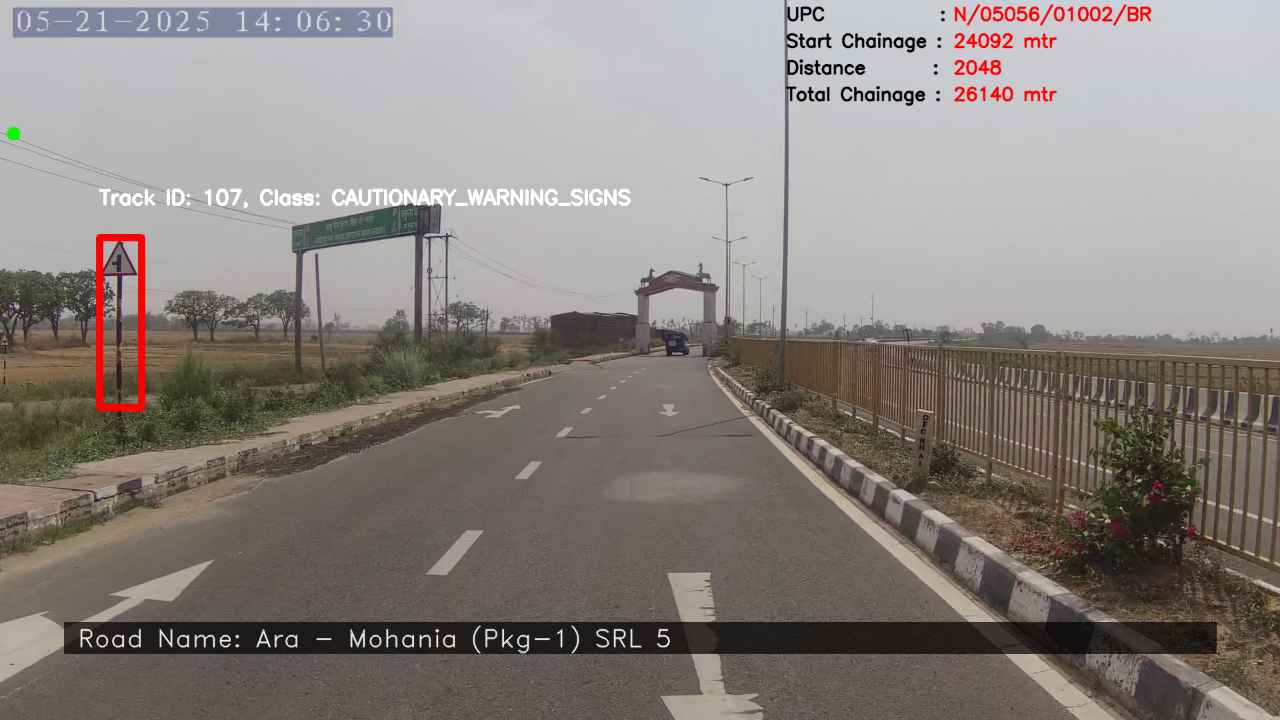 05-21-2025 14:06:30
UPC : N/05056/01002/BR
Start Chainage : 24092 mtr
Distance : 2048
Total Chainage : 26140 mtr
Track ID: 107, Class: CAUTIONARY_WARNING_SIGNS
Road Name: Ara - Mohania (Pkg-1) SRL 5